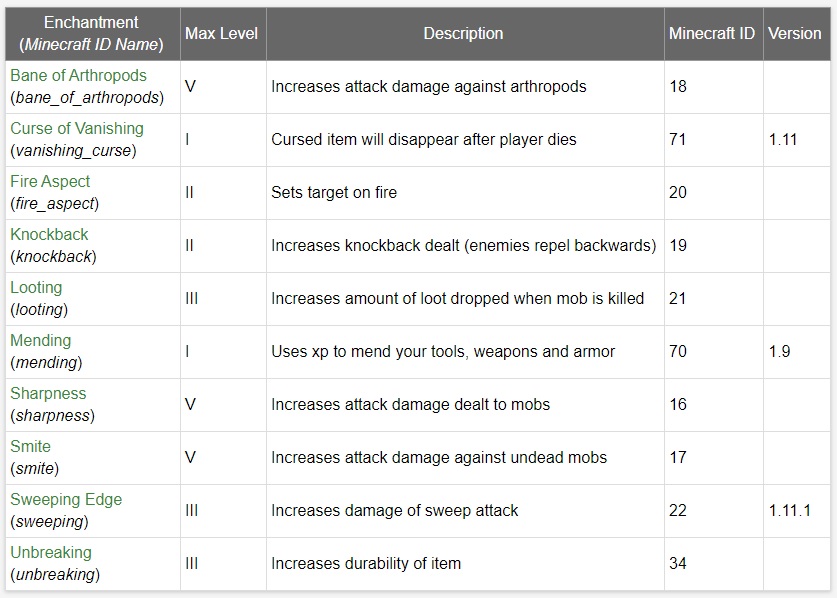 Enchantment
(Minecraft ID Name) Max Level Description Minecraft ID Version
Bane of Arthropods
(bane_of_arthropods) V Increases attack damage against arthropods 18
Curse of Vanishing
(vanishing_curse) I Cursed item will disappear after player dies 71 1.11
Fire Aspect
(fire_aspect) II Sets target on fire 20
Knockback
(knockback) II Increases knockback dealt (enemies repel backwards) 19
Looting
(looting) III Increases amount of loot dropped when mob is killed 21
Mending
(mending) I Uses xp to mend your tools, weapons and armor 70 1.9
Sharpness
(sharpness) V Increases attack damage dealt to mobs 16
Smite
(smite) V Increases attack damage against undead mobs 17
Sweeping Edge
(sweeping) III Increases damage of sweep attack 22 1.11.1
Unbreaking
(unbreaking) III Increases durability of item 34